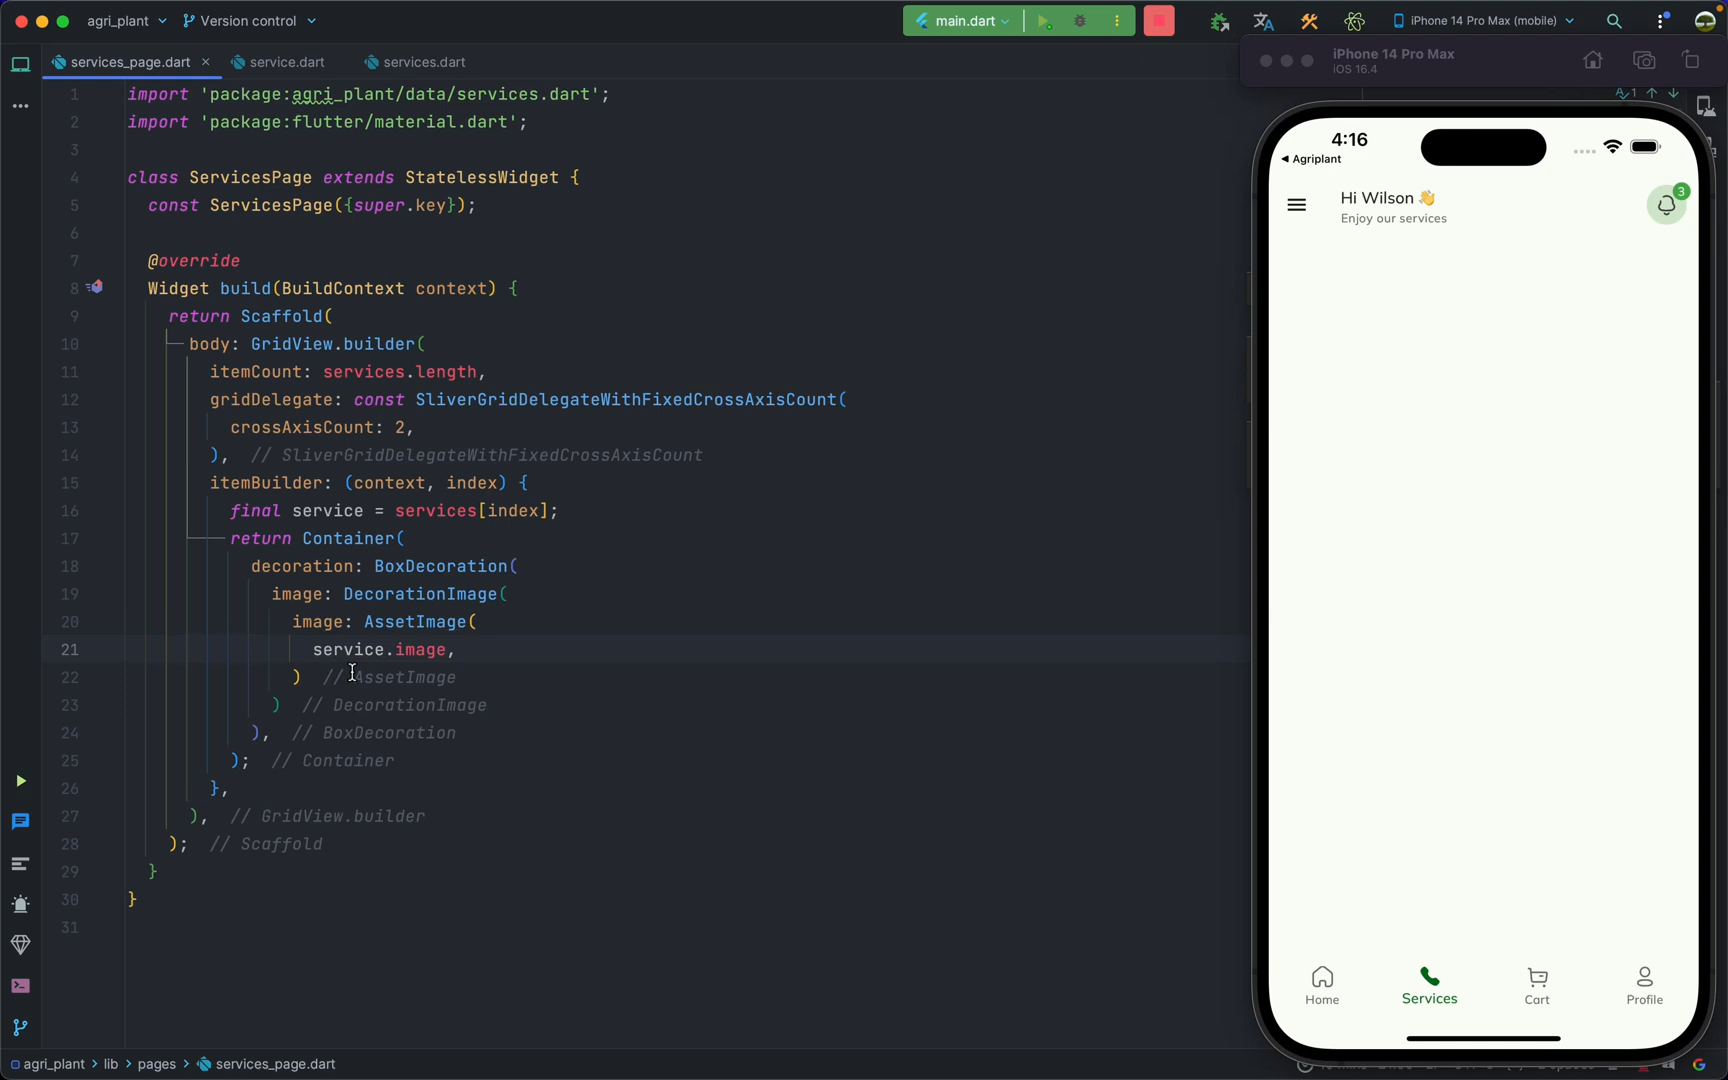 agri_plant
Version control
main.dart
iPhone 14 Pro Max (mobile)
services_page.dart
service.dart
services.dart
iPhone 14 Pro Max
iOS 16.4
1 import 'package:agri_plant/data/services.dart';
2 import 'package:flutter/material.dart';
3
4 class ServicesPage extends StatelessWidget {
5 const ServicesPage({super.key});
6
7 @override
8 Widget build(BuildContext context) {
9 return Scaffold(
10 body: GridView.builder(
11 itemCount: services.length,
12 gridDelegate: const SliverGridDelegateWithFixedCrossAxisCount(
13 crossAxisCount: 2,
14 ), // SliverGridDelegateWithFixedCrossAxisCount
15 itemBuilder: (context, index) {
16 final service = services[index];
17 return Container(
18 decoration: BoxDecoration(
19 image: DecorationImage(
20 image: AssetImage(
21 service.image,
22 ) // AssetImage
23 ) // DecorationImage
24 ), // BoxDecoration
25 ); // Container
26 },
27 ), // GridView.builder
28 ); // Scaffold
29 }
30 }
31
1
4:16
Agriplant
Hi Wilson 👋
Enjoy our services
3
Home
Services
Cart
Profile
agri_plant > lib > pages > services_page.dart